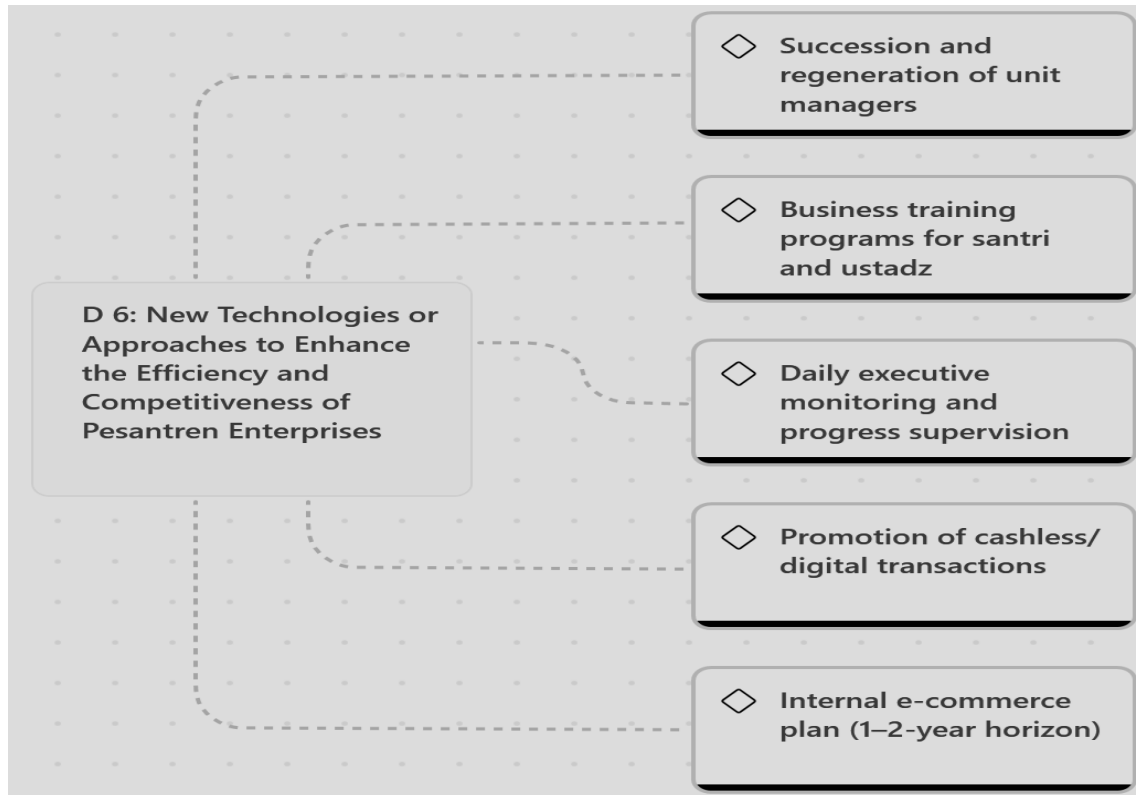 Succession and
regeneration of unit
managers
Business training
programs for santri
and ustadz
D 6: New Technologies or
Approaches to Enhance
the Efficiency and
Competitiveness of
Pesantren Enterprises
Daily executive
monitoring and
progress supervision
Promotion of cashless/
digital transactions
Internal e-commerce
plan (1–2-year horizon)